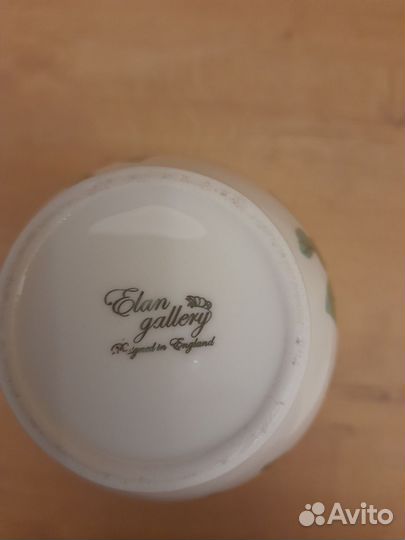 Elan
gallery
Designed in England
Avito